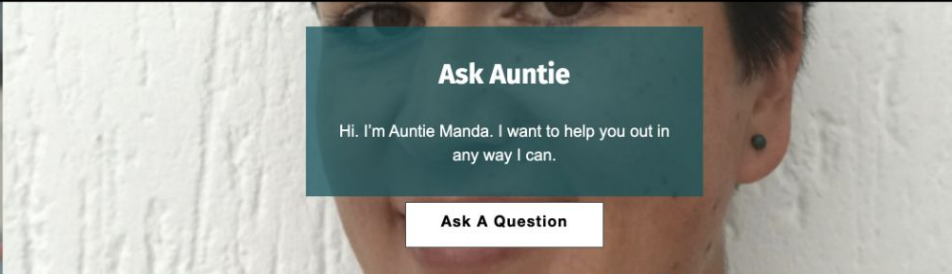 Ask Auntie
Hi. I'm Auntie Manda. I want to help you out in
any way I can.
Ask A Question